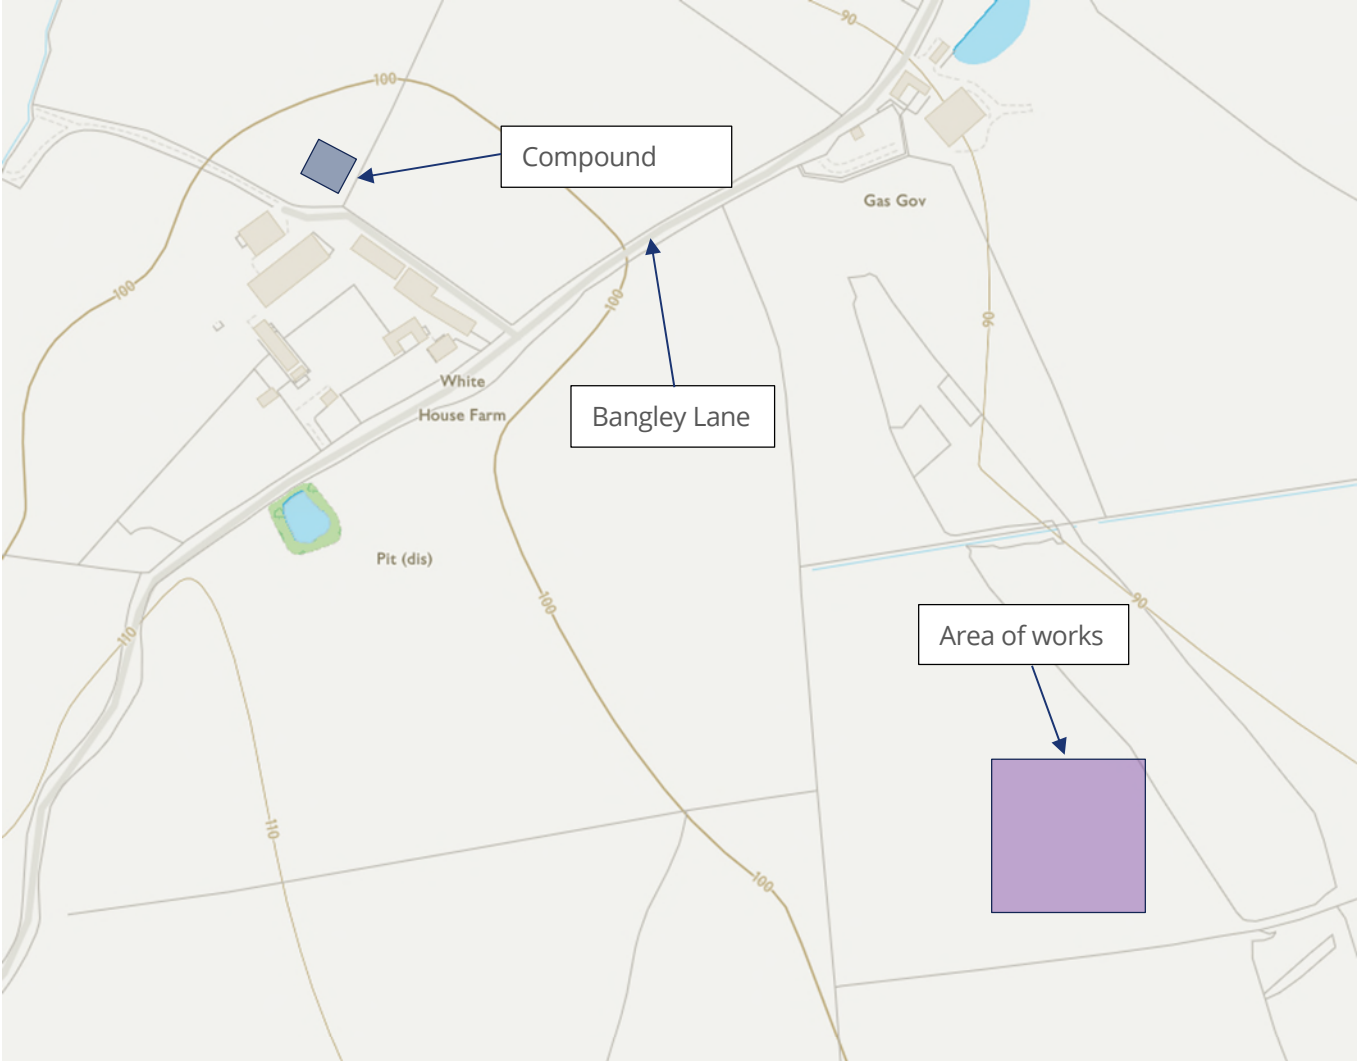 90
100
Compound
Gas Gov
100
100
90
White
House Farm
Bangley Lane
Pit (dis)
100
90
110
Area of works
110
100